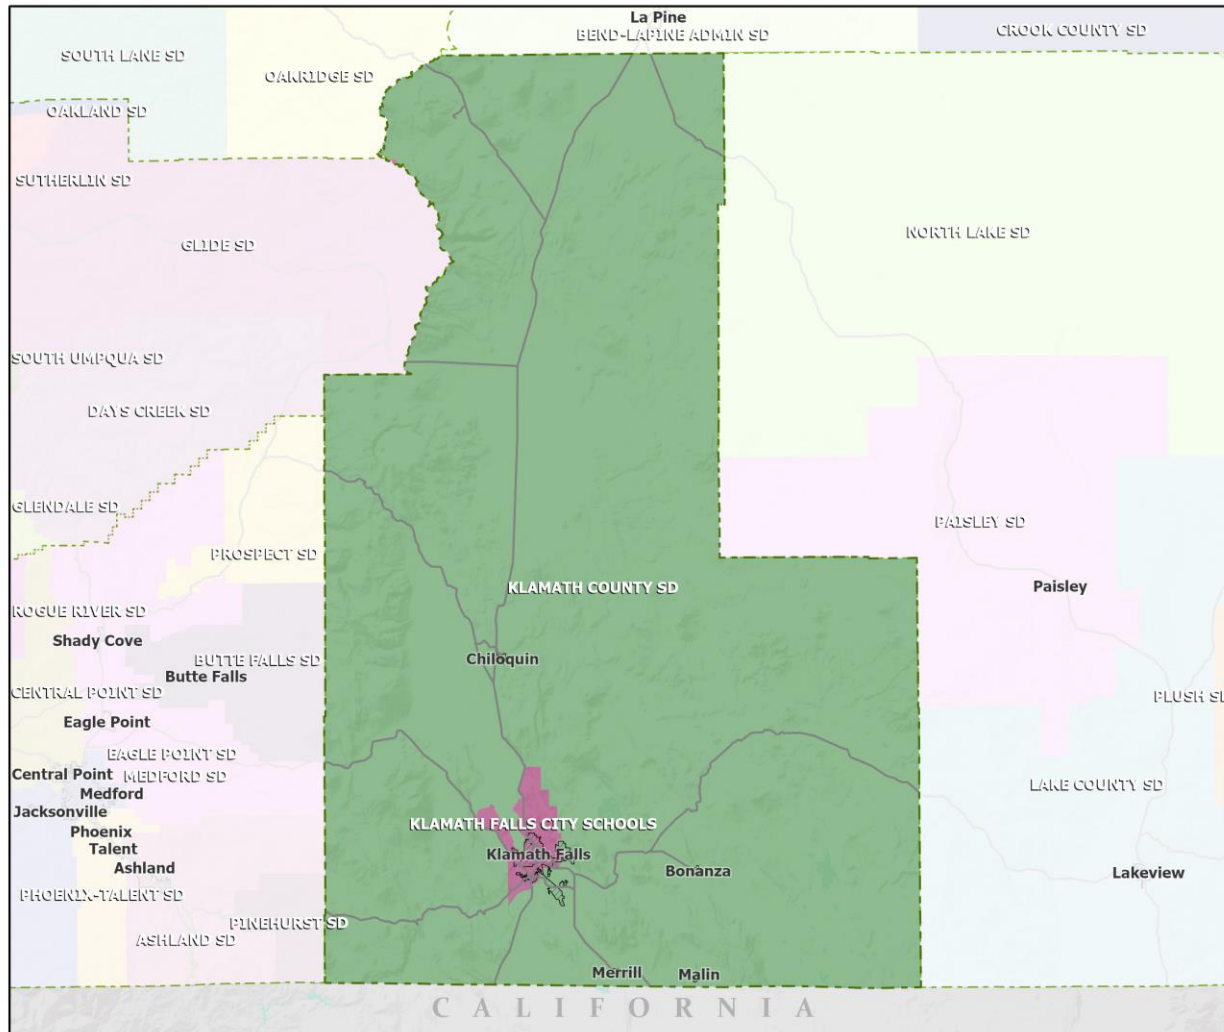 La Pine
BEND-LAPINE ADMIN SD
CROOK COUNTY SD
SOUTH LANE SD
OAKRIDGE SD
OAKLAND SD
SUTHERLIN SD
GLIDE SD
NORTH LAKE SD
SOUTH UMPQUA SD
DAYS CREEK SD
GLENDALE SD
PAISLEY SD
PROSPECT SD
KLAMATH COUNTY SD
Paisley
ROGUE RIVER SD
Shady Cove
Chiloquin
BUTTE FALLS SD
Butte Falls
CENTRAL POINT SD
PLUSH SD
Eagle Point
EAGLE POINT SD
Central Point
MEDFORD SD
LAKE COUNTY SD
Medford
Jacksonville
KLAMATH FALLS CITY SCHOOLS
Phoenix
Talent
Klamath Falls
Ashland
Bonanza
Lakeview
PHOENIX-TALENT SD
PINEHURST SD
ASHLAND SD
Merrill
Malin
CALIFORNIA